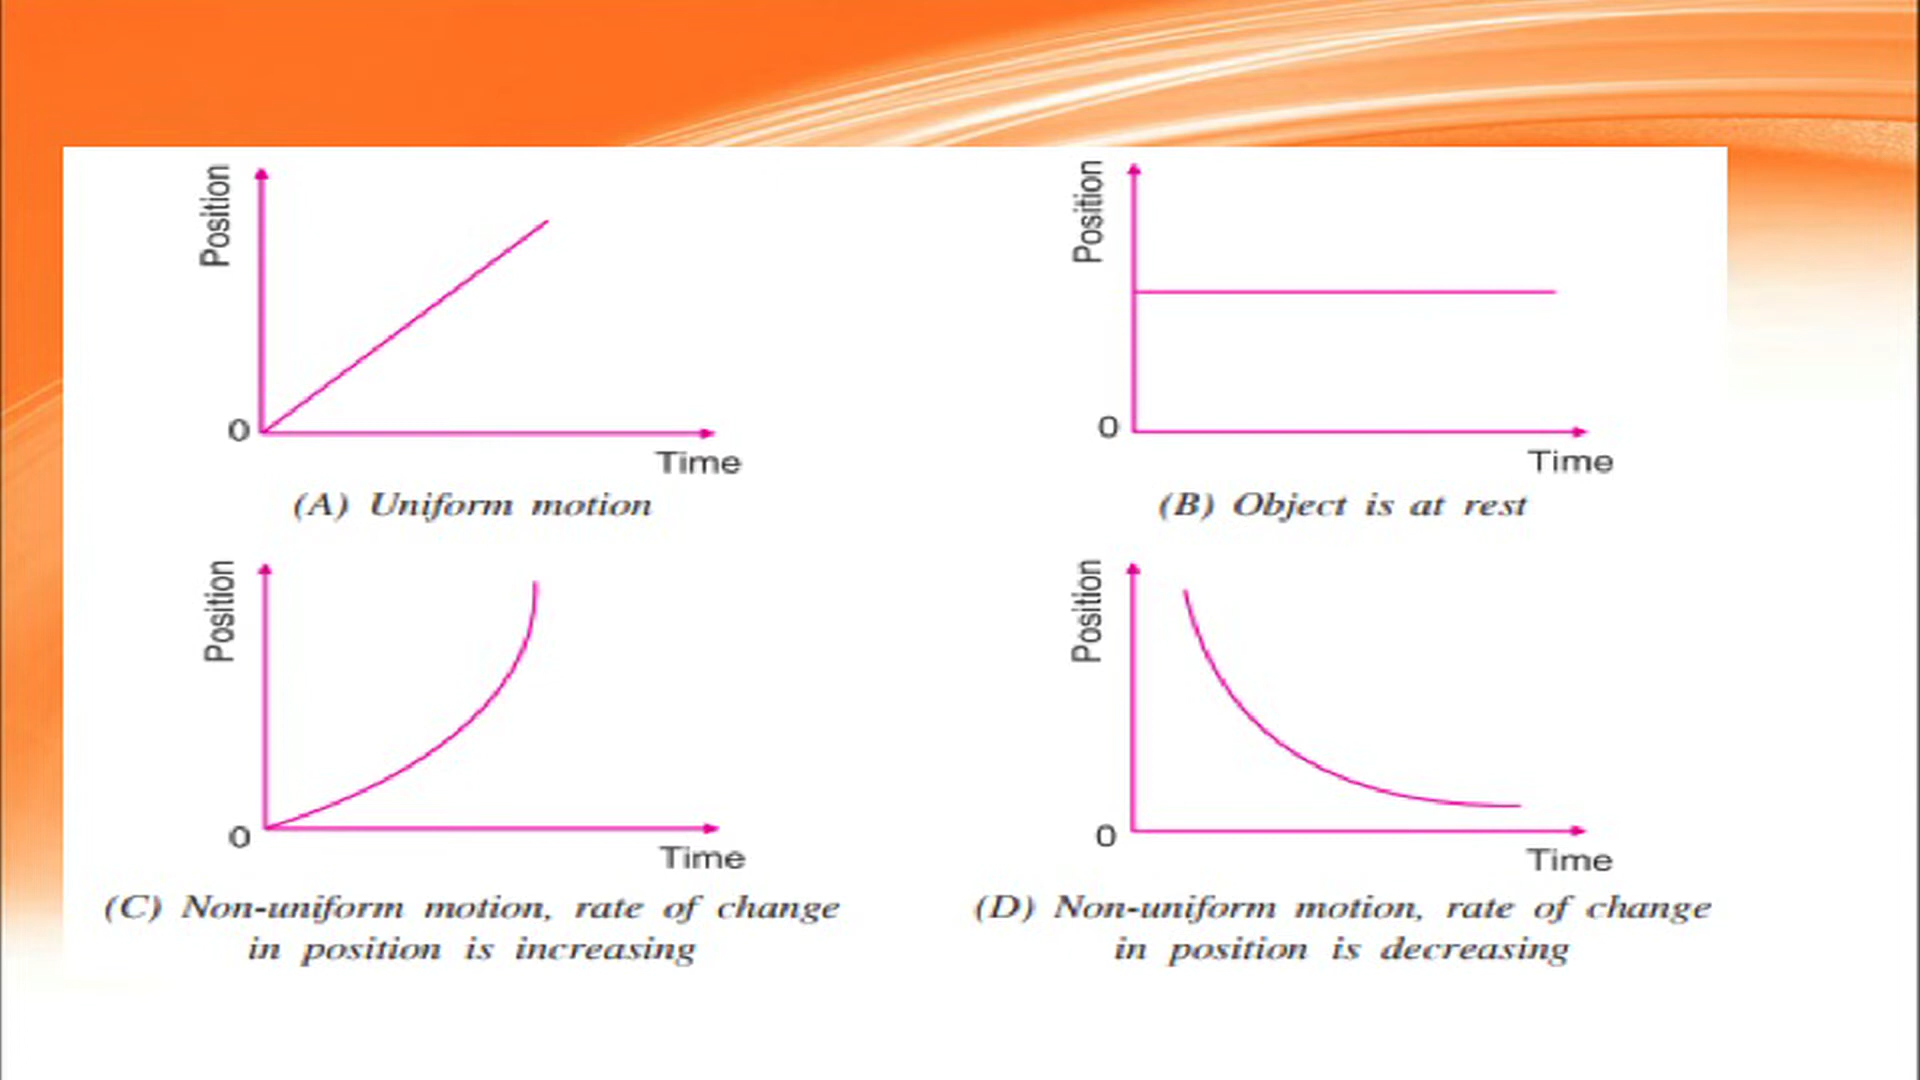 Position
0
Time
(A) Uniform motion
Position
0
Time
(B) Object is at rest
Position
0
Time
(C) Non-uniform motion, rate of change
in position is increasing
Position
0
Time
(D) Non-uniform motion, rate of change
in position is decreasing